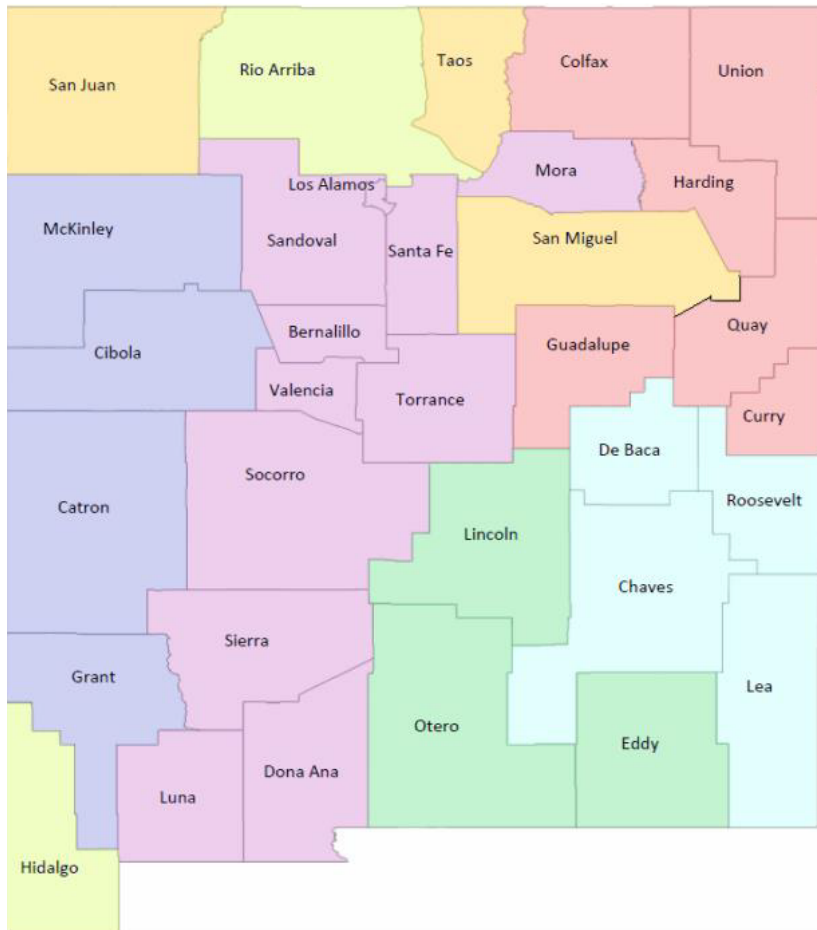 San Juan
Rio Arriba
Taos
Colfax
Union
Los Alamos
Mora
Harding
McKinley
Sandoval
Santa Fe
San Miguel
Cibola
Bernalillo
Guadalupe
Quay
Valencia
Torrance
Curry
De Baca
Socorro
Roosevelt
Catron
Lincoln
Chaves
Sierra
Grant
Lea
Otero
Eddy
Luna
Dona Ana
Hidalgo